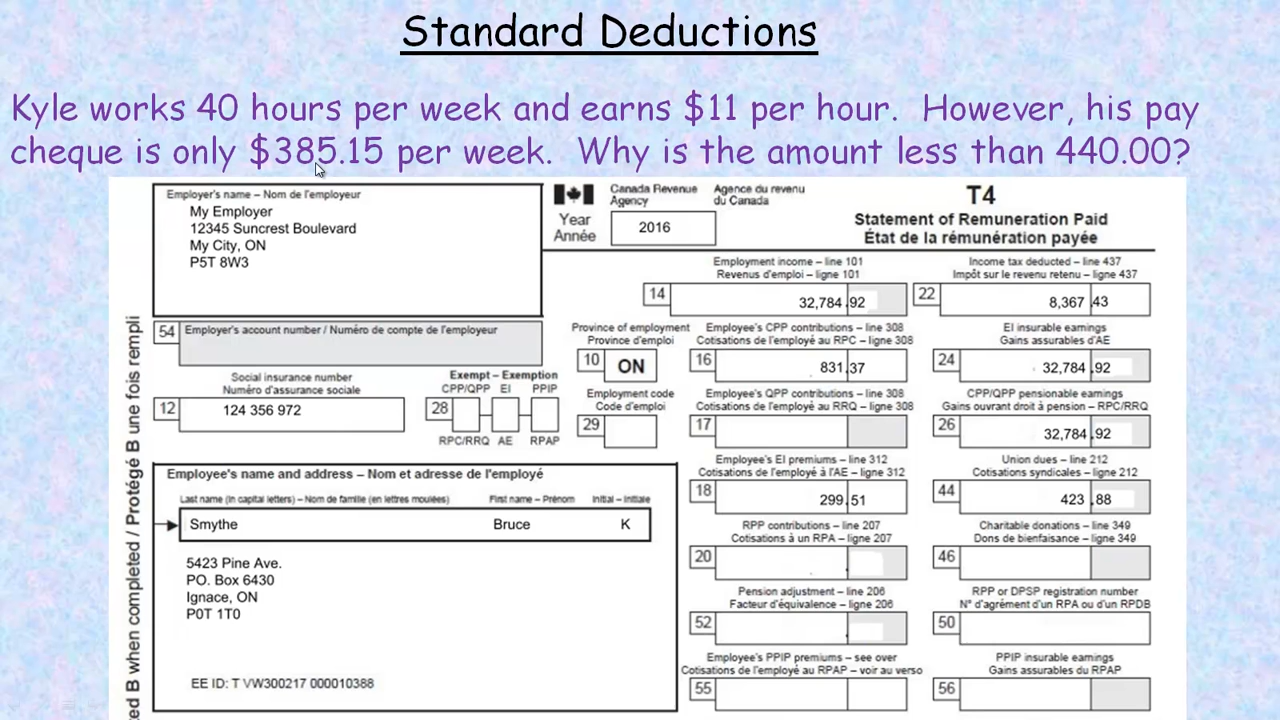 Standard Deductions
Kyle works 40 hours per week and earns $11 per hour. However, his pay
cheque is only $385.15 per week. Why is the amount less than 440.00?
Employer's name – Nom de l'employeur
My Employer
12345 Suncrest Boulevard
My City, ON
P5T 8W3
Canada Revenue Agency
Agence du revenu du Canada
Year
Année
2016
T4
Statement of Remuneration Paid
État de la rémunération payée
Employment income – line 101
Revenus d'emploi – ligne 101
14 32,784 92
Income tax deducted – line 437
Impôt sur le revenu retenu – ligne 437
22 8,367 43
54 Employer's account number / Numéro de compte de l'employeur
Province of employment
Province d'emploi
10 ON
Employee's CPP contributions – line 308
Cotisations de l'employé au RPC – ligne 308
16 831 37
EI insurable earnings
Gains assurables d'AE
24 32,784 92
Social insurance number
Numéro d'assurance sociale
12 124 356 972
Exempt – Exemption
CPP/QPP EI PPIP
28
RPC/RRQ AE RPAP
Employment code
Code d'emploi
29
Employee's QPP contributions – line 308
Cotisations de l'employé au RRQ – ligne 308
17
CPP/QPP pensionable earnings
Gains ouvrant droit à pension – RPC/RRQ
26 32,784 92
Employee's name and address – Nom et adresse de l'employé
Last name (in capital letters) – Nom de famille (en lettres moulées) First name – Prénom Initial – Initiale
Smythe Bruce K
5423 Pine Ave.
PO. Box 6430
Ignace, ON
P0T 1T0
EE ID: T VW300217 000010388
Employee's EI premiums – line 312
Cotisations de l'employé à l'AE – ligne 312
18 299 51
Union dues – line 212
Cotisations syndicales – ligne 212
44 423 88
RPP contributions – line 207
Cotisations à un RPA – ligne 207
20
Charitable donations – line 349
Dons de bienfaisance – ligne 349
46
Pension adjustment – line 206
Facteur d'équivalence – ligne 206
52
RPP or DPSP registration number
N° d'agrément d'un RPA ou d'un RPDB
50
Employee's PPIP premiums – see over
Cotisations de l'employé au RPAP – voir au verso
55
PPIP insurable earnings
Gains assurables du RPAP
56
ted B when completed / Protégé B une fois rempli